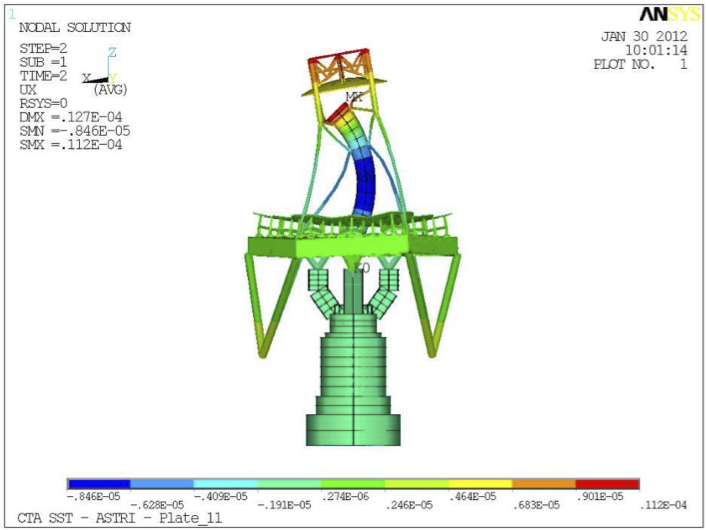 1
ANSYS
NODAL SOLUTION
STEP=2
SUB =1
TIME=2
UX (AVG)
RSYS=0
DMX =.127E-04
SMN =-.846E-05
SMX =.112E-04
JAN 30 2012
10:01:14
PLOT NO. 1
Z
X Y
MX
-.846E-05
-.628E-05
-.409E-05
-.191E-05
.274E-06
.246E-05
.464E-05
.683E-05
.901E-05
.112E-04
CTA SST - ASTRI - Plate_11